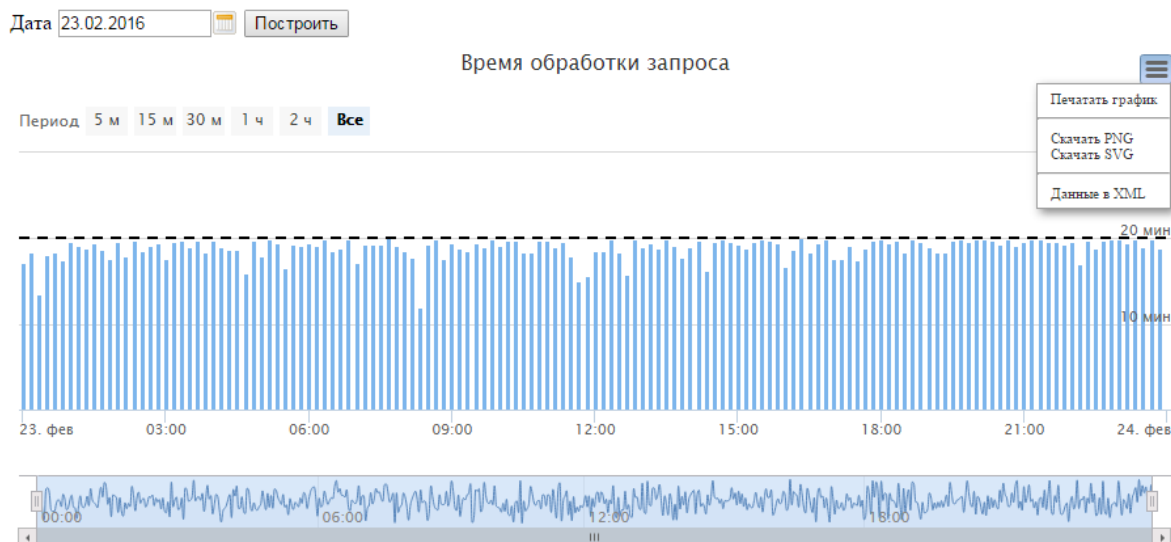 Дата 23.02.2016 Построить
Время обработки запроса
Печатать график
Скачать PNG
Скачать SVG
Данные в XML
Период 5 м 15 м 30 м 1 ч 2 ч Все
20 мин
10 мин
23. фев 03:00 06:00 09:00 12:00 15:00 18:00 21:00 24. фев
00:00 06:00 12:00 18:00